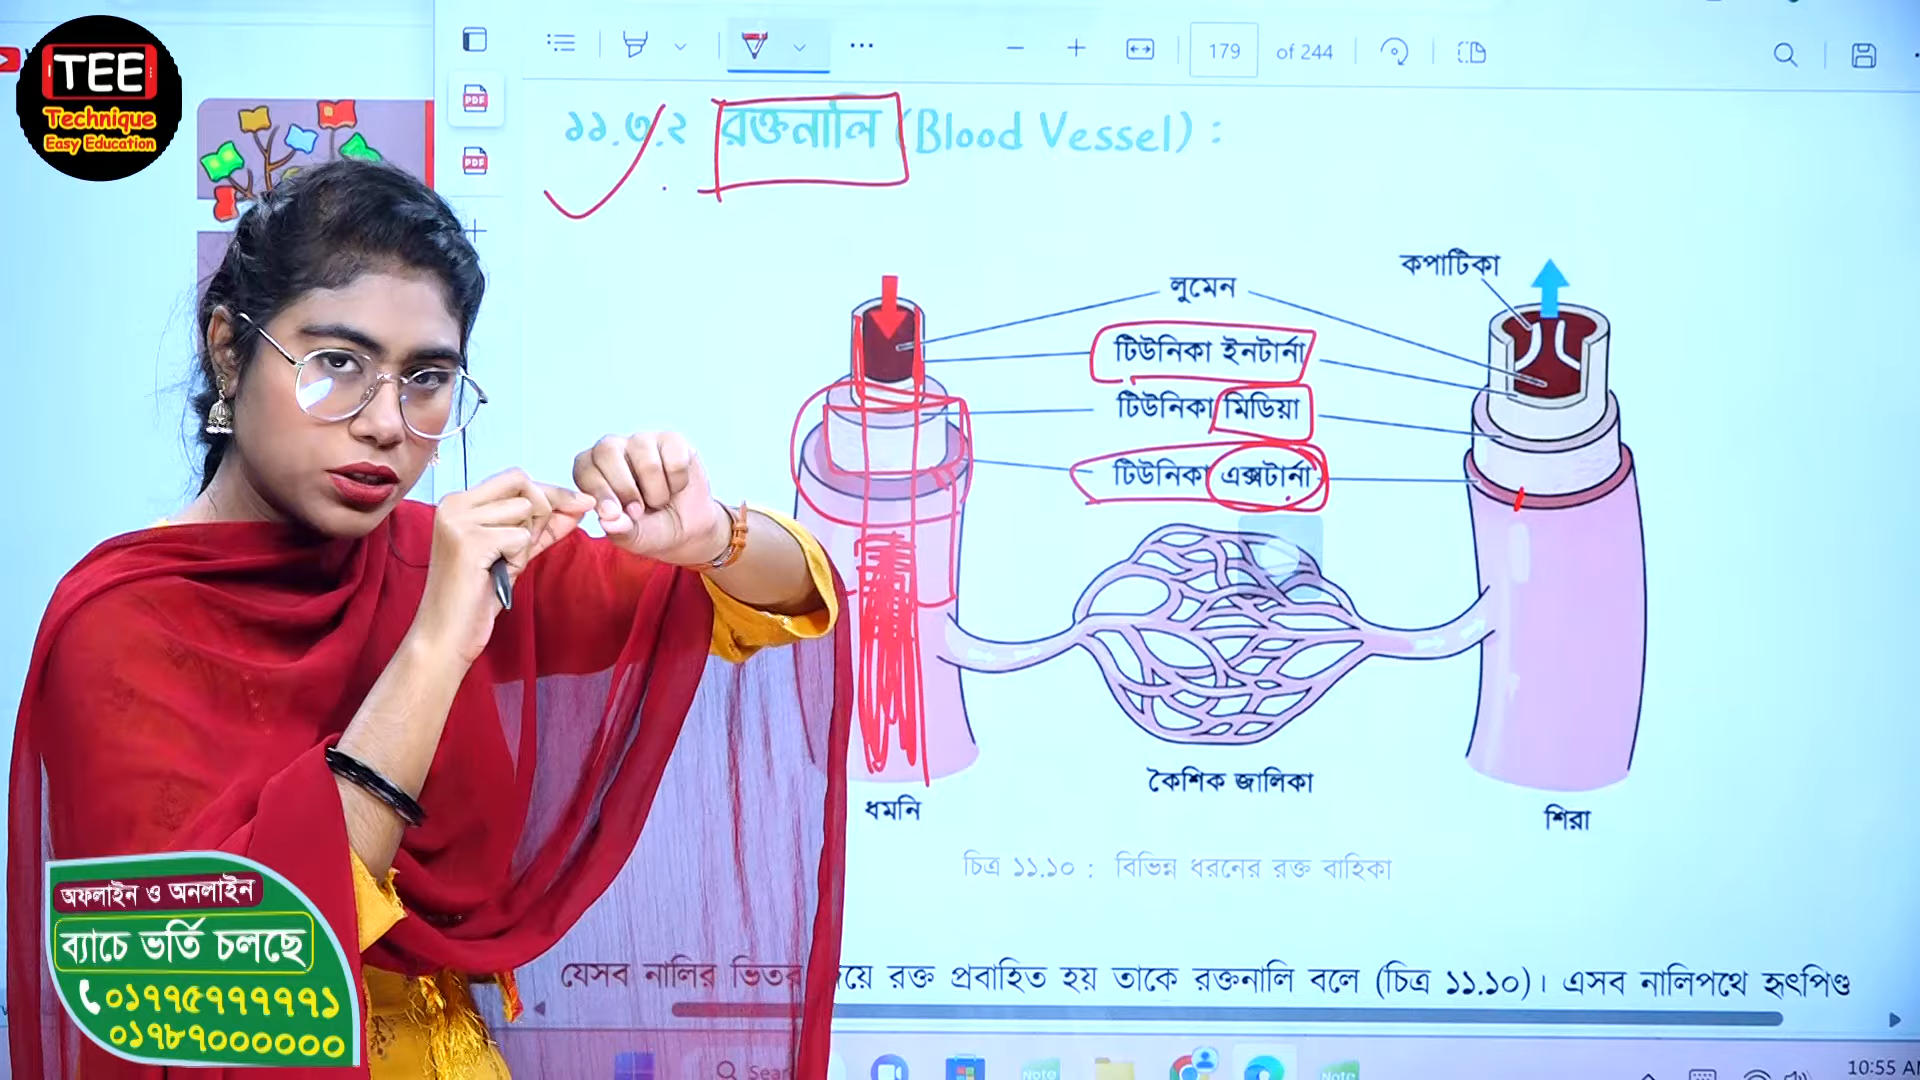 TEE
Technique
Easy Education
179 of 244
১১.৩.২ রক্তনালি (Blood Vessel) :
কপাটিকা
লুমেন
টিউনিকা ইনটার্না
টিউনিকা মিডিয়া
টিউনিকা এক্সটার্না
কৈশিক জালিকা
ধমনি
শিরা
চিত্র ১১.১০ : বিভিন্ন ধরনের রক্ত বাহিকা
যেসব নালির ভিতর য়ে রক্ত প্রবাহিত হয় তাকে রক্তনালি বলে (চিত্র ১১.১০)। এসব নালিপথে হৃৎপিণ্ড
অফলাইন ও অনলাইন
ব্যাচে ভর্তি চলছে
০১৭৭৫৭৭৭৭৭১
০১৭৮৭০০০০০০
10:55 A